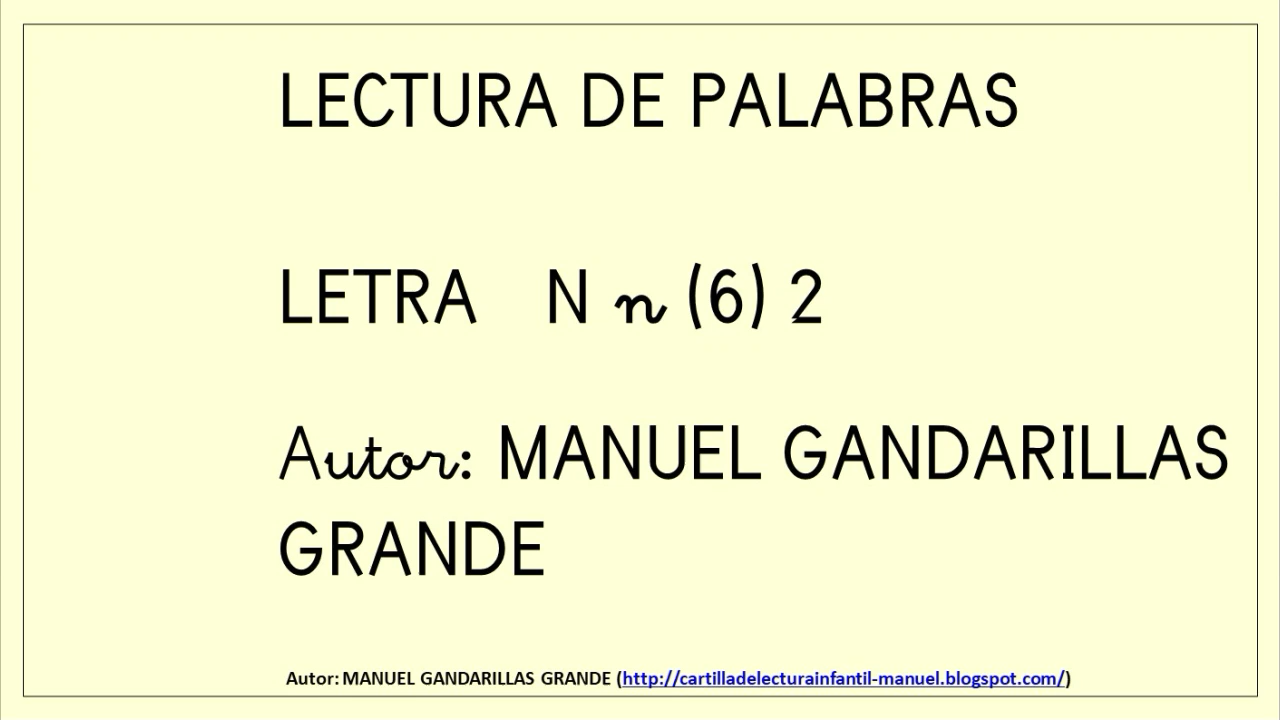 LECTURA DE PALABRAS
LETRA N n (6) 2
Autor: MANUEL GANDARILLAS
GRANDE
Autor: MANUEL GANDARILLAS GRANDE (http://cartilladelecturainfantil-manuel.blogspot.com/)